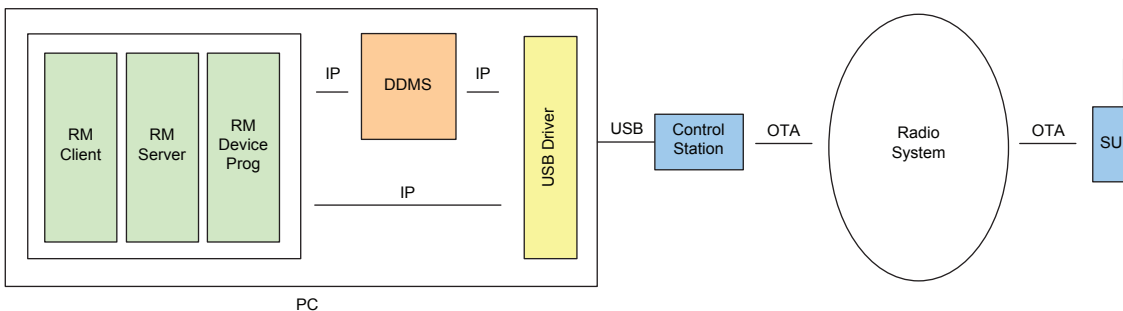 RM
Client
RM
Server
RM
Device
Prog
IP
DDMS
IP
IP
USB Driver
PC
USB
Control
Station
OTA
Radio
System
OTA
SU